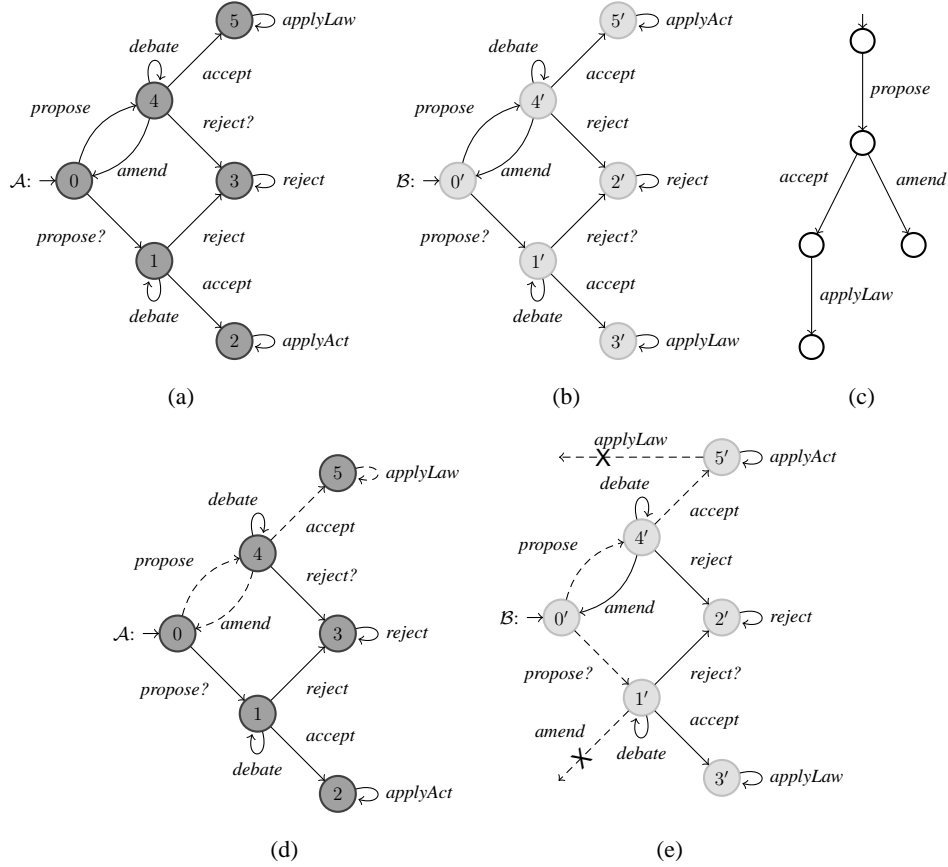 5
applyLaw
debate
accept
4
propose
reject?
amend
𝒜:
0
3
reject
propose?
reject
1
accept
debate
2
applyAct
(a)
5′
applyAct
debate
accept
4′
propose
reject
amend
ℬ:
0′
2′
reject
propose?
reject?
1′
accept
debate
3′
applyLaw
(b)
propose
accept
amend
applyLaw
(c)
5
applyLaw
debate
accept
4
propose
reject?
amend
𝒜:
0
3
reject
propose?
reject
1
accept
debate
2
applyAct
(d)
applyLaw
X
5′
applyAct
debate
accept
4′
propose
reject
amend
ℬ:
0′
2′
reject
propose?
reject?
1′
amend
accept
X
debate
3′
applyLaw
(e)